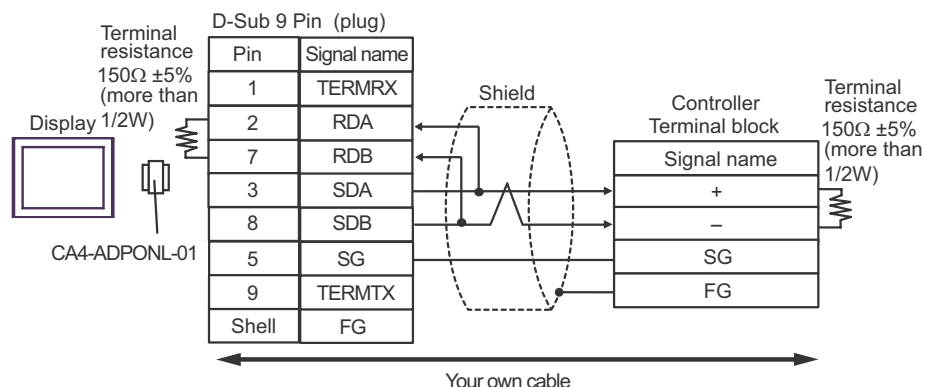 D-Sub 9 Pin (plug)
Terminal
resistance
150Ω ±5%
(more than
1/2W)
Display
CA4-ADPONL-01
Pin Signal name
1 TERMRX
2 RDA
7 RDB
3 SDA
8 SDB
5 SG
9 TERMTX
Shell FG
Shield
Controller
Terminal block
Signal name
+
–
SG
FG
Terminal
resistance
150Ω ±5%
(more than
1/2W)
Your own cable